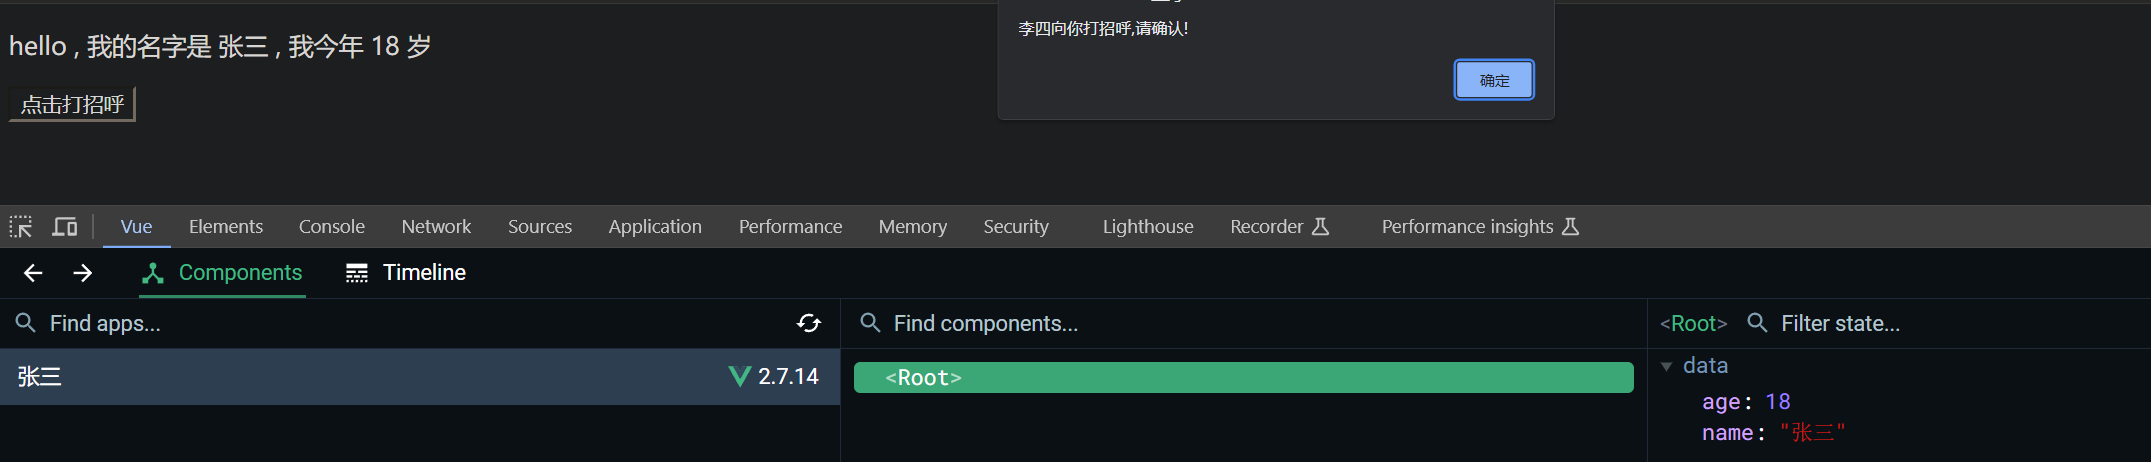 李四向你打招呼,请确认!
确定
hello , 我的名字是 张三 , 我今年 18 岁
点击打招呼
Vue Elements Console Network Sources Application Performance Memory Security Lighthouse Recorder Performance insights
Components Timeline
Find apps... Find components... <Root> Filter state...
张三 2.7.14 <Root> data
age: 18
name: "张三"